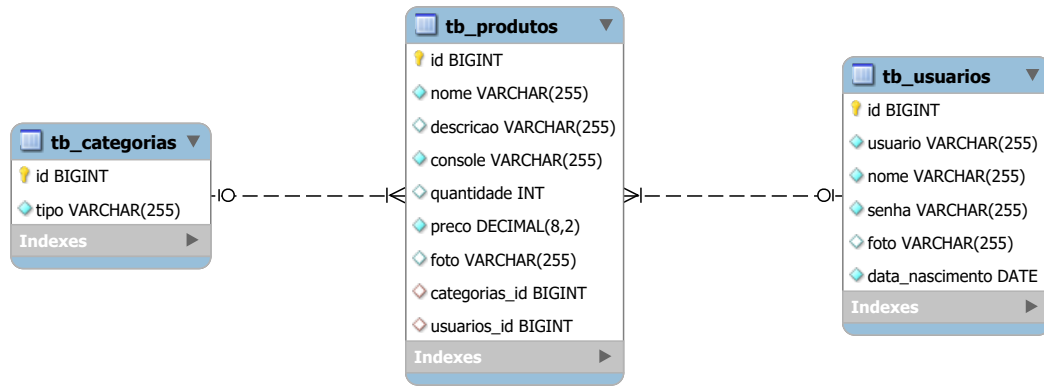 tb_categorias
id BIGINT
tipo VARCHAR(255)
Indexes
tb_produtos
id BIGINT
nome VARCHAR(255)
descricao VARCHAR(255)
console VARCHAR(255)
quantidade INT
preco DECIMAL(8,2)
foto VARCHAR(255)
categorias_id BIGINT
usuarios_id BIGINT
Indexes
tb_usuarios
id BIGINT
usuario VARCHAR(255)
nome VARCHAR(255)
senha VARCHAR(255)
foto VARCHAR(255)
data_nascimento DATE
Indexes